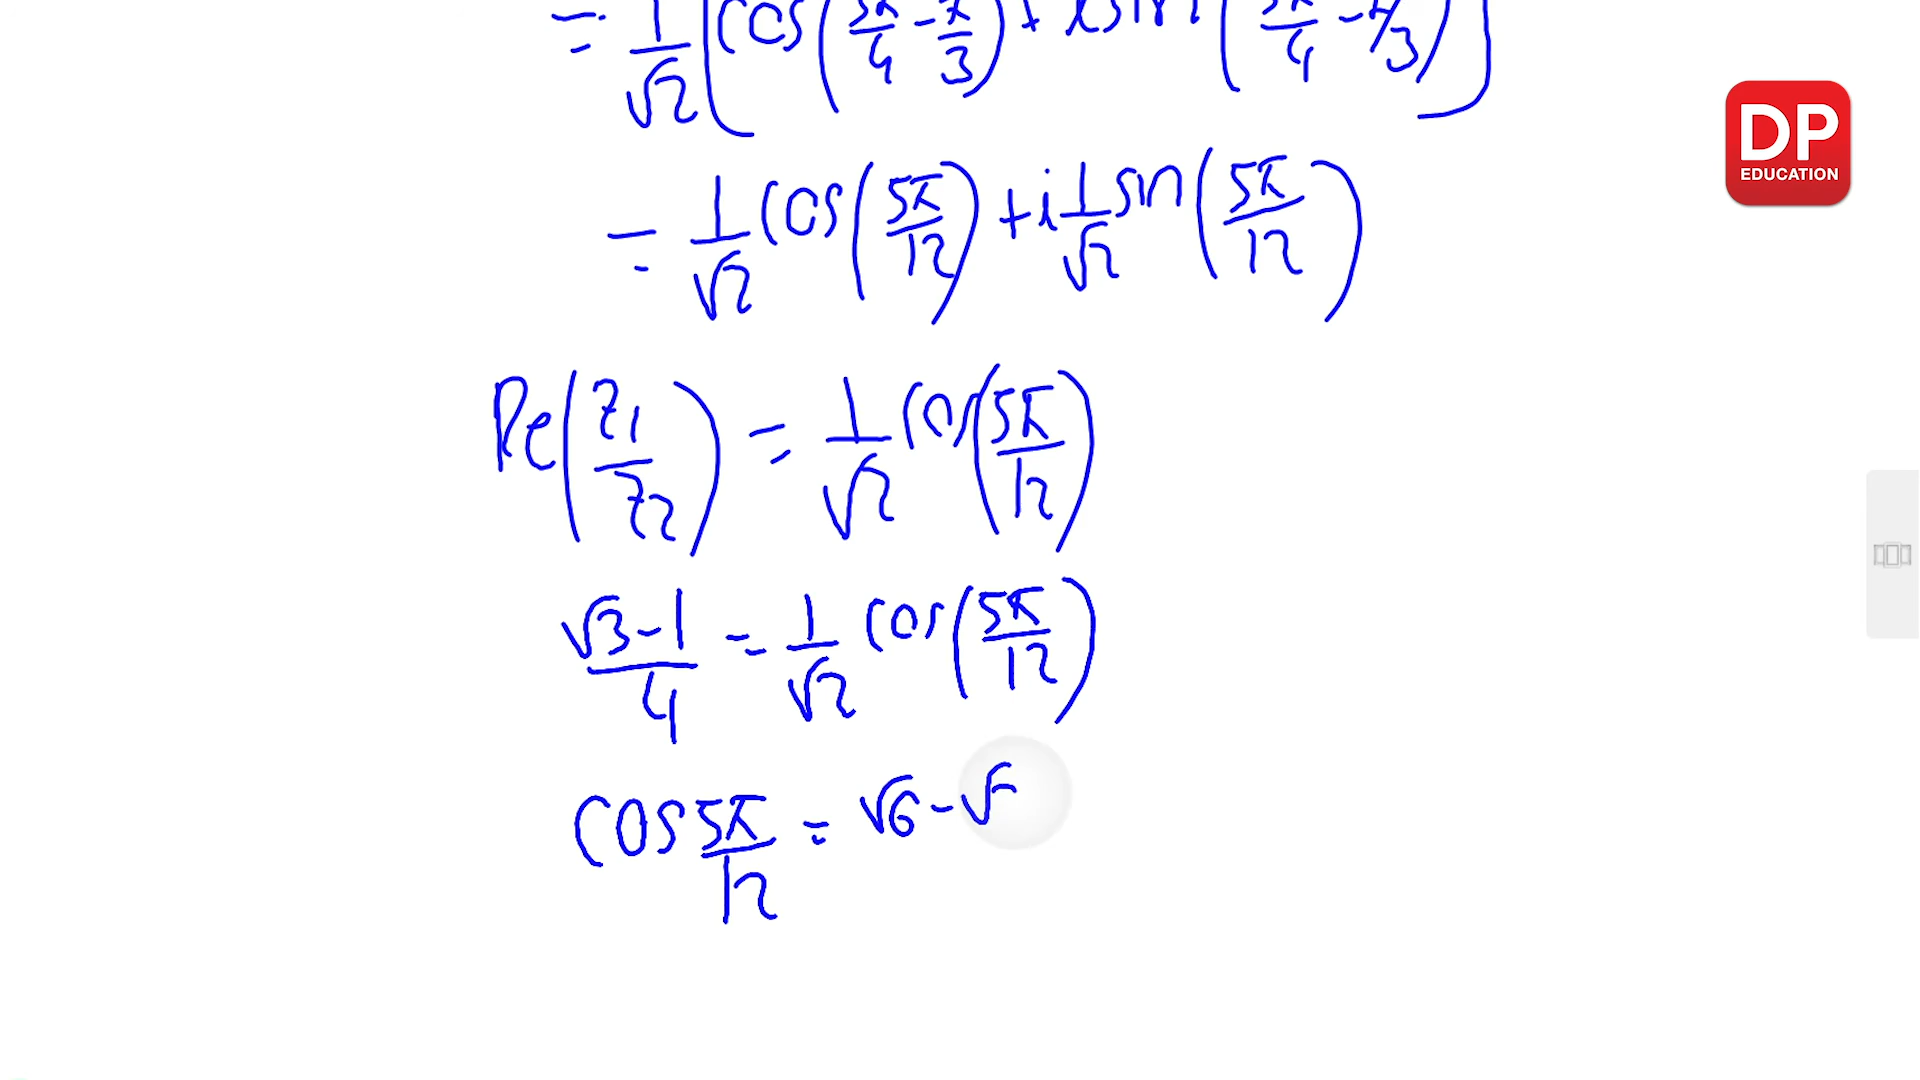 = 1/√2 [cos(3π/4 - π/3) + i sin(3π/4 - π/3)]
DP
EDUCATION
= 1/√2 cos(5π/12) + i 1/√2 sin(5π/12)
Re(z1/z2) = 1/√2 cos(5π/12)
√3-1/4 = 1/√2 cos(5π/12)
cos 5π/12 = √6 - √